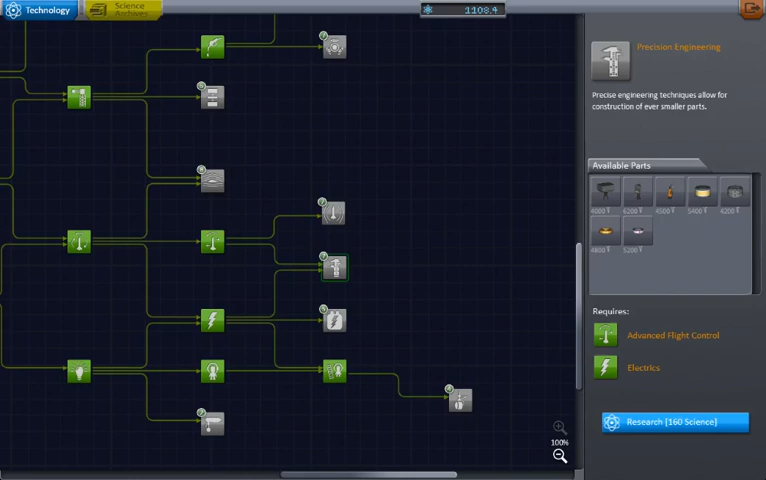 Technology
Science
Archives
1108.4
Precision Engineering
Precise engineering techniques allow for
construction of ever smaller parts.
Available Parts
4000 6200 4500 5400 4200
4800 5200
Requires:
Advanced Flight Control
Electrics
Research [160 Science]
100%